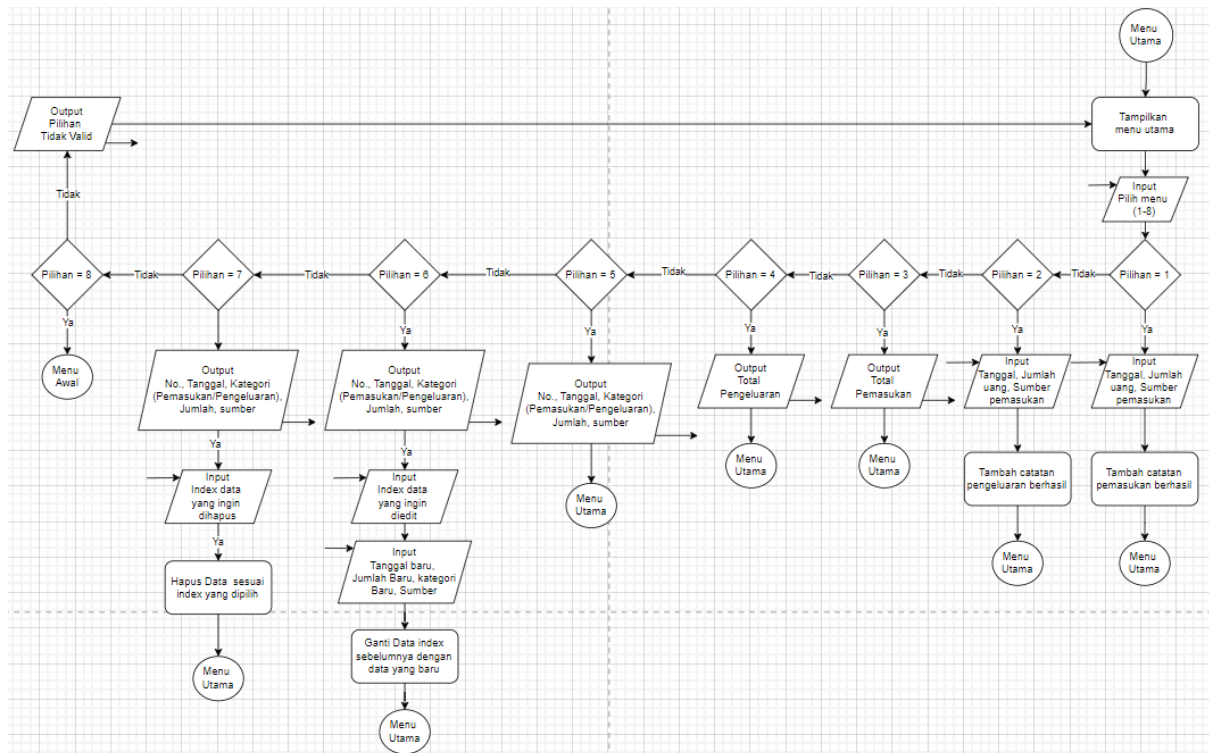 Menu
Utama
Output
Pilihan
Tidak Valid
Tampilkan
menu utama
Tidak
Input
Pilih menu
(1-8)
Pilihan = 8
Tidak
Pilihan = 7
Tidak
Pilihan = 6
Tidak
Pilihan = 5
Tidak
Pilihan = 4
Tidak
Pilihan = 3
Tidak
Pilihan = 2
Tidak
Pilihan = 1
Ya
Ya
Ya
Ya
Ya
Ya
Ya
Menu
Awal
Output
No., Tanggal, Kategori
(Pemasukan/Pengeluaran),
Jumlah, sumber
Output
No., Tanggal, Kategori
(Pemasukan/Pengeluaran),
Jumlah, sumber
Output
No., Tanggal, Kategori
(Pemasukan/Pengeluaran),
Jumlah, sumber
Output
Total
Pengeluaran
Output
Total
Pemasukan
Input
Tanggal, Jumlah
uang, Sumber
pemasukan
Input
Tanggal, Jumlah
uang, Sumber
pemasukan
Ya
Ya
Input
Index data
yang ingin
dihapus
Input
Index data
yang ingin
diedit
Menu
Utama
Menu
Utama
Menu
Utama
Tambah catatan
pengeluaran berhasil
Tambah catatan
pemasukan berhasil
Ya
Input
Tanggal baru,
Jumlah Baru, kategori
Baru, Sumber
Menu
Utama
Menu
Utama
Hapus Data sesuai
index yang dipilih
Ganti Data index
sebelumnya dengan
data yang baru
Menu
Utama
Menu
Utama